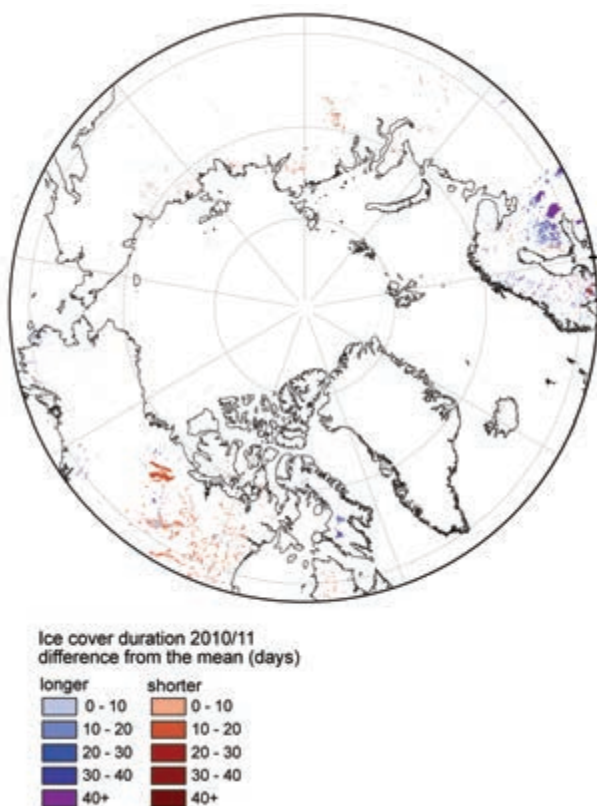 Ice cover duration 2010/11
difference from the mean (days)
longer shorter
0 - 10 0 - 10
10 - 20 10 - 20
20 - 30 20 - 30
30 - 40 30 - 40
40+ 40+